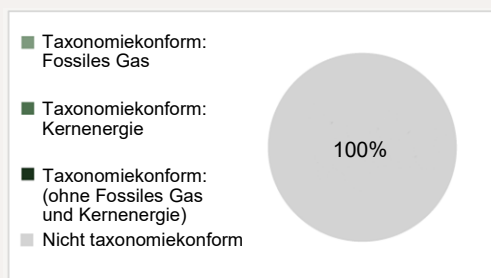 Taxonomiekonform:
Fossiles Gas
Taxonomiekonform:
Kernenergie
Taxonomiekonform:
(ohne Fossiles Gas
und Kernenergie)
Nicht taxonomiekonform
100%